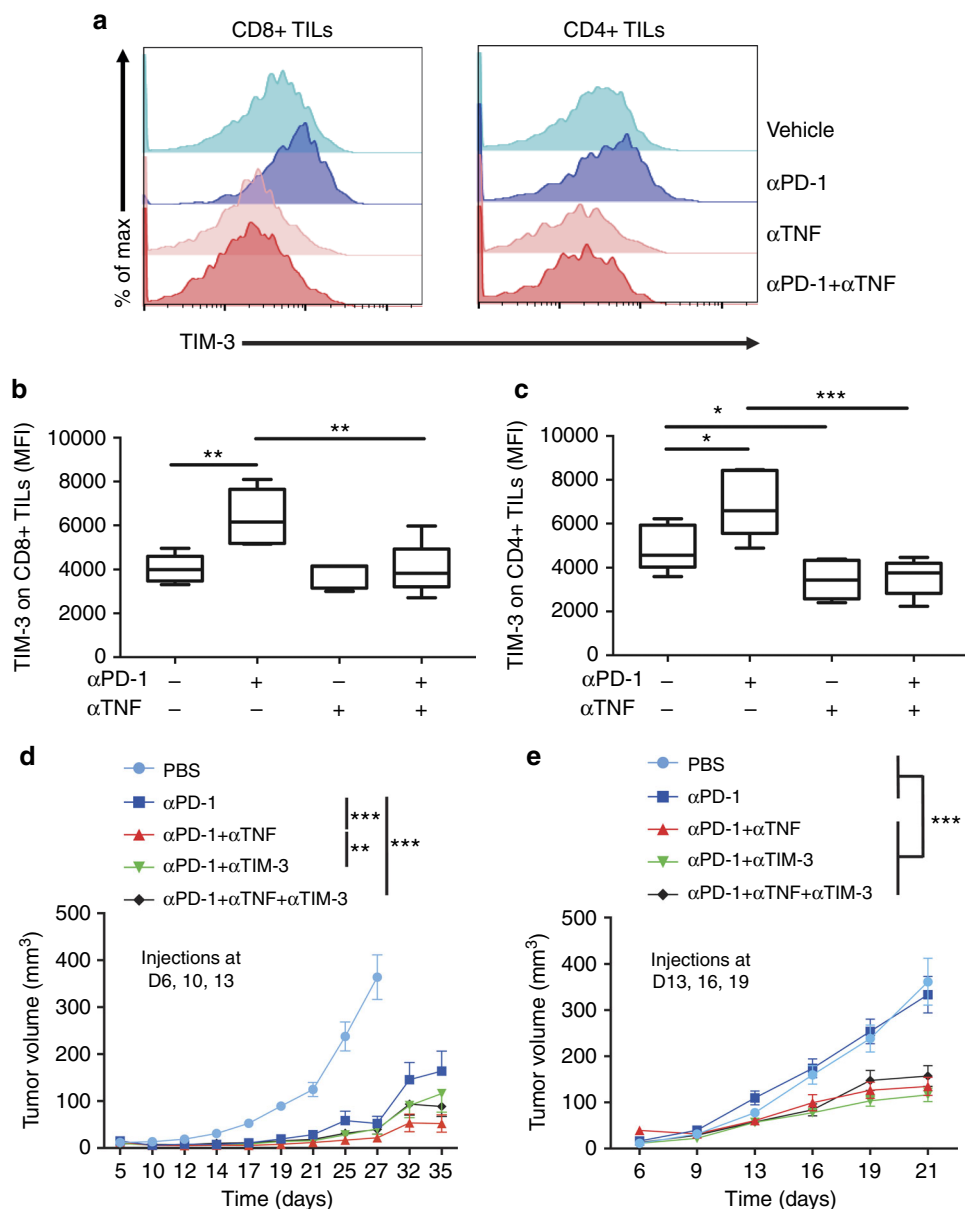 a
CD8+ TILs
CD4+ TILs
% of max
Vehicle
αPD-1
αTNF
αPD-1+αTNF
TIM-3
b
TIM-3 on CD8+ TILs (MFI)
10000
8000
6000
4000
2000
0
**
**
αPD-1 – + – +
αTNF – – + +
c
TIM-3 on CD4+ TILs (MFI)
10000
8000
6000
4000
2000
0
***
*
*
αPD-1 – + – +
αTNF – – + +
d
PBS
αPD-1
αPD-1+αTNF
αPD-1+αTIM-3
αPD-1+αTNF+αTIM-3
***
**
***
Tumor volume (mm³)
500
400
300
200
100
0
Injections at
D6, 10, 13
5 10 12 14 17 19 21 25 27 32 35
Time (days)
e
PBS
αPD-1
αPD-1+αTNF
αPD-1+αTIM-3
αPD-1+αTNF+αTIM-3
***
Tumor volume (mm³)
500
400
300
200
100
0
Injections at
D13, 16, 19
6 9 13 16 19 21
Time (days)